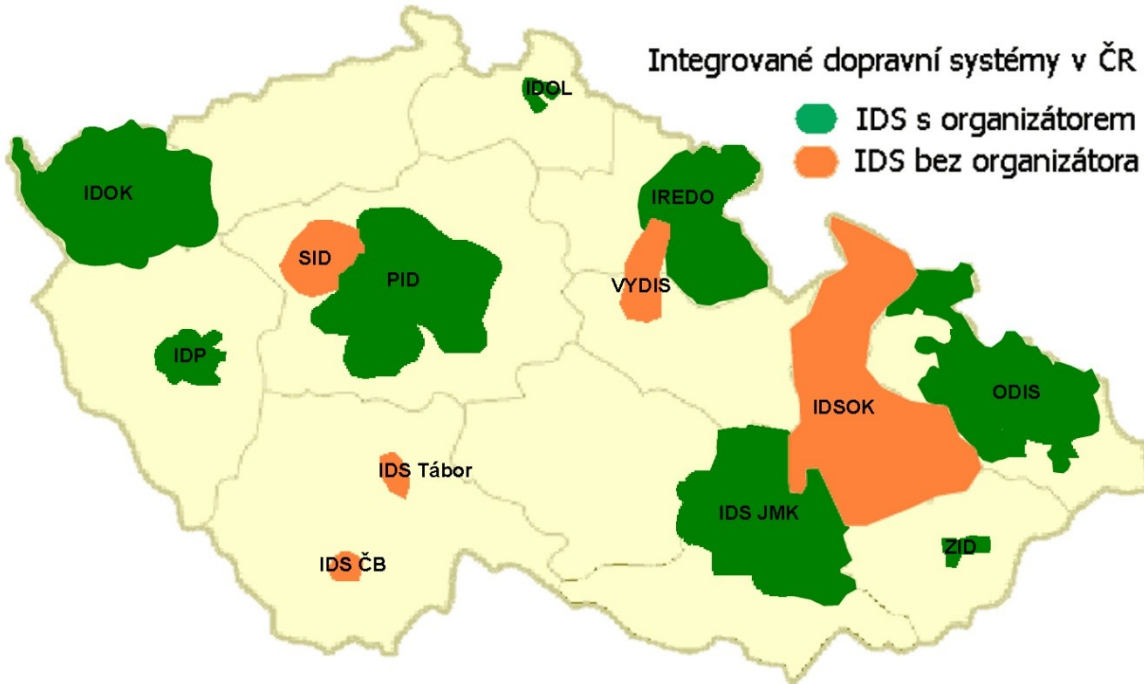 Integrované dopravní systémy v ČR
IDS s organizátorem
IDS bez organizátora
IDOL
IDOK
IREDO
SID
PID
VYDIS
IDP
ODIS
IDSOK
IDS Tábor
IDS JMK
ZID
IDS ČB